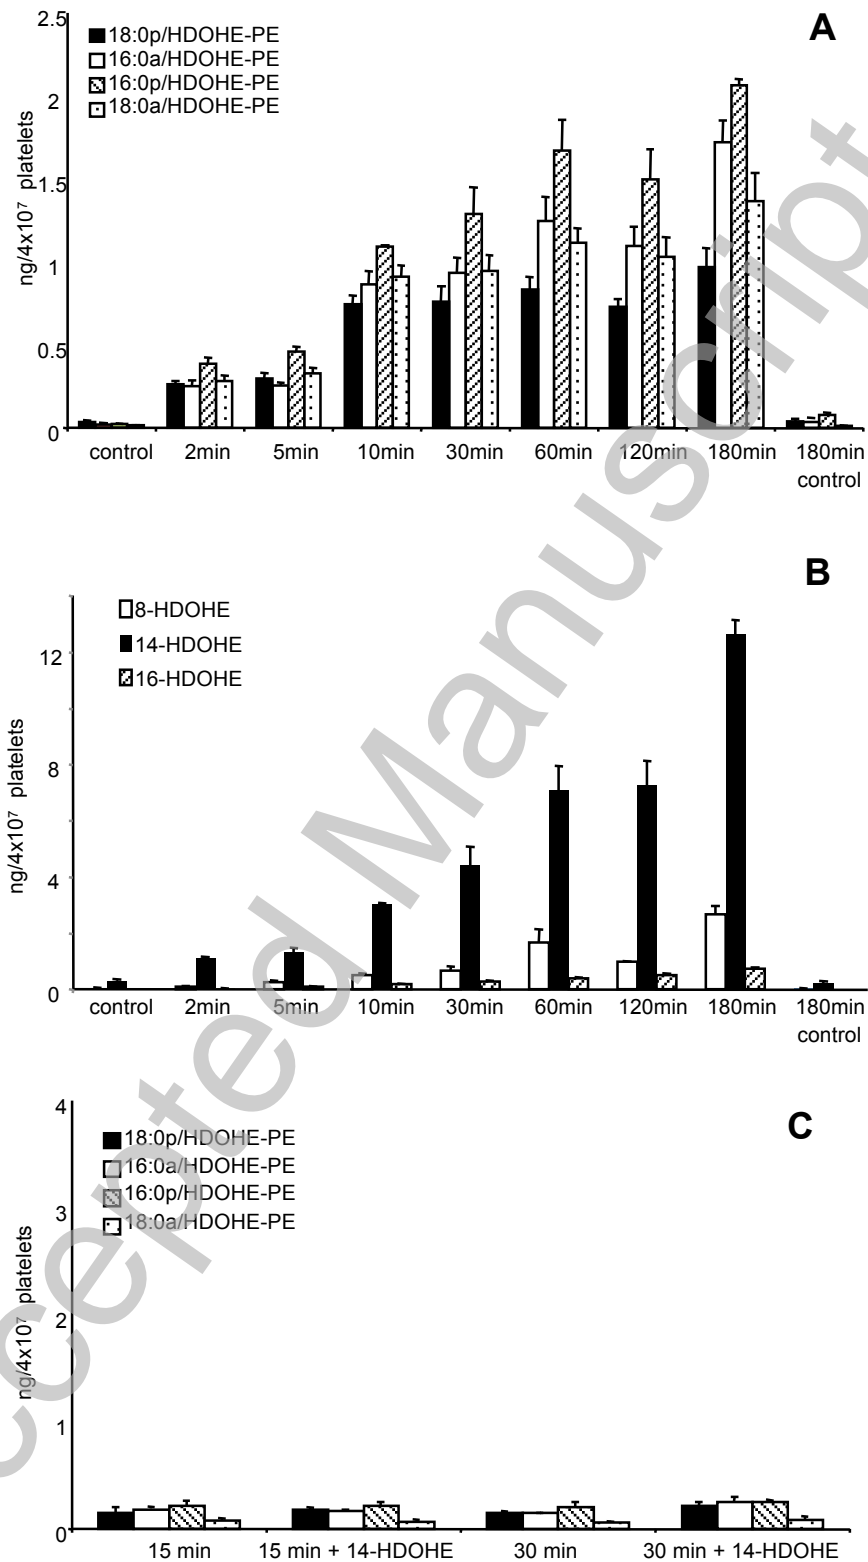 A
2.5
18:0p/HDOHE-PE
16:0a/HDOHE-PE
16:0p/HDOHE-PE
18:0a/HDOHE-PE
2
1.5
1
0.5
0
ng/4x10⁷ platelets
control 2min 5min 10min 30min 60min 120min 180min 180min
control
B
8-HDOHE
14-HDOHE
16-HDOHE
12
8
4
0
ng/4x10⁷ platelets
control 2min 5min 10min 30min 60min 120min 180min 180min
control
C
4
18:0p/HDOHE-PE
16:0a/HDOHE-PE
16:0p/HDOHE-PE
18:0a/HDOHE-PE
3
2
1
0
ng/4x10⁷ platelets
15 min 15 min + 14-HDOHE 30 min 30 min + 14-HDOHE
ccepted Manuscript